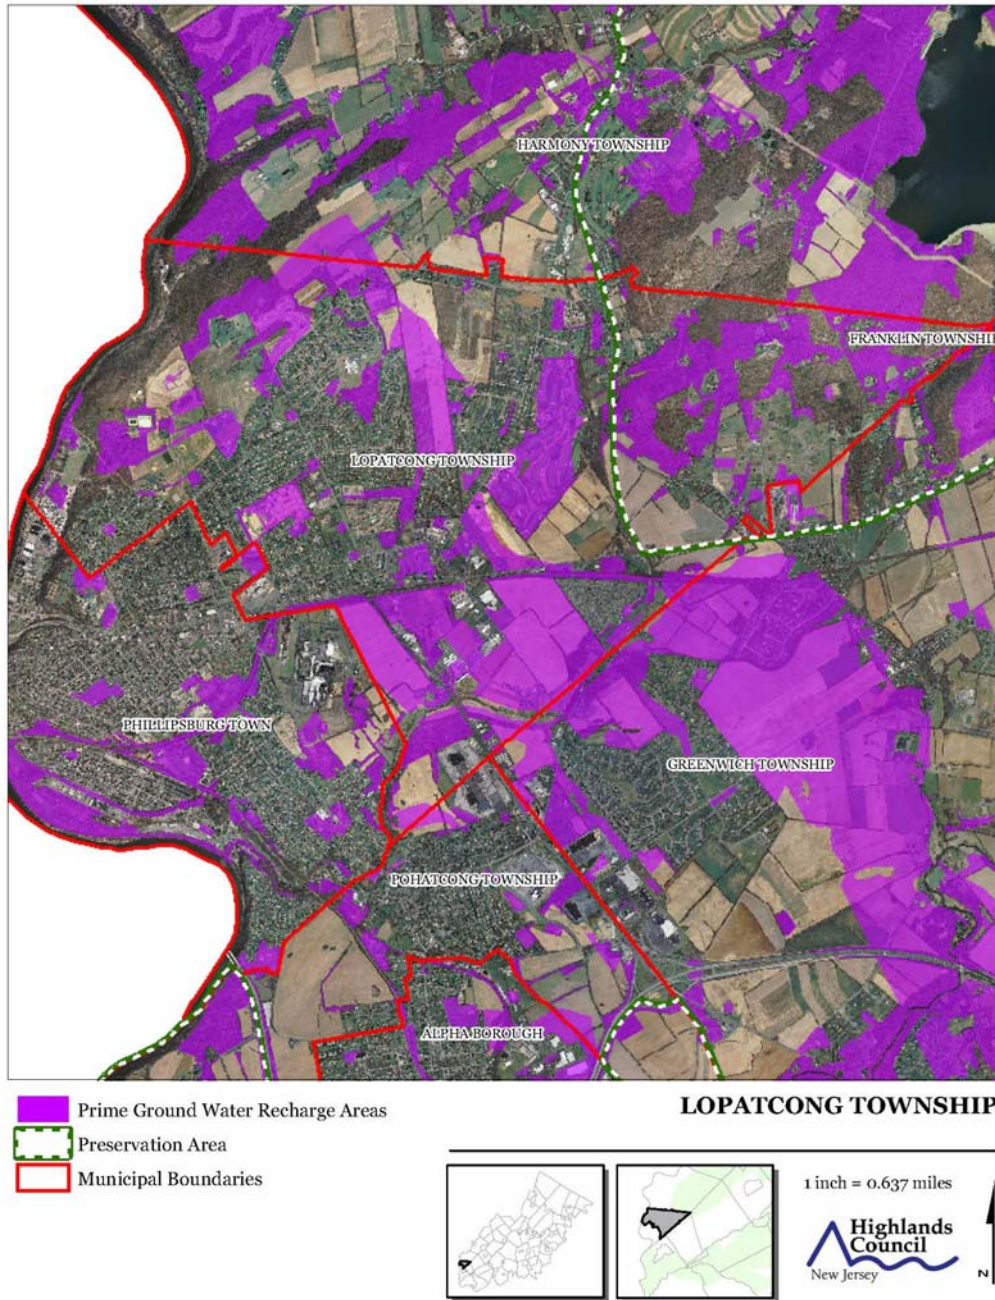 HARMONY TOWNSHIP
FRANKLIN TOWNSHIP
LOPATCONG TOWNSHIP
PHILLIPSBURG TOWN
GREENWICH TOWNSHIP
POHATCONG TOWNSHIP
ALPHA BOROUGH
Prime Ground Water Recharge Areas
Preservation Area
Municipal Boundaries
LOPATCONG TOWNSHIP
1 inch = 0.637 miles
Highlands
Council
New Jersey
N